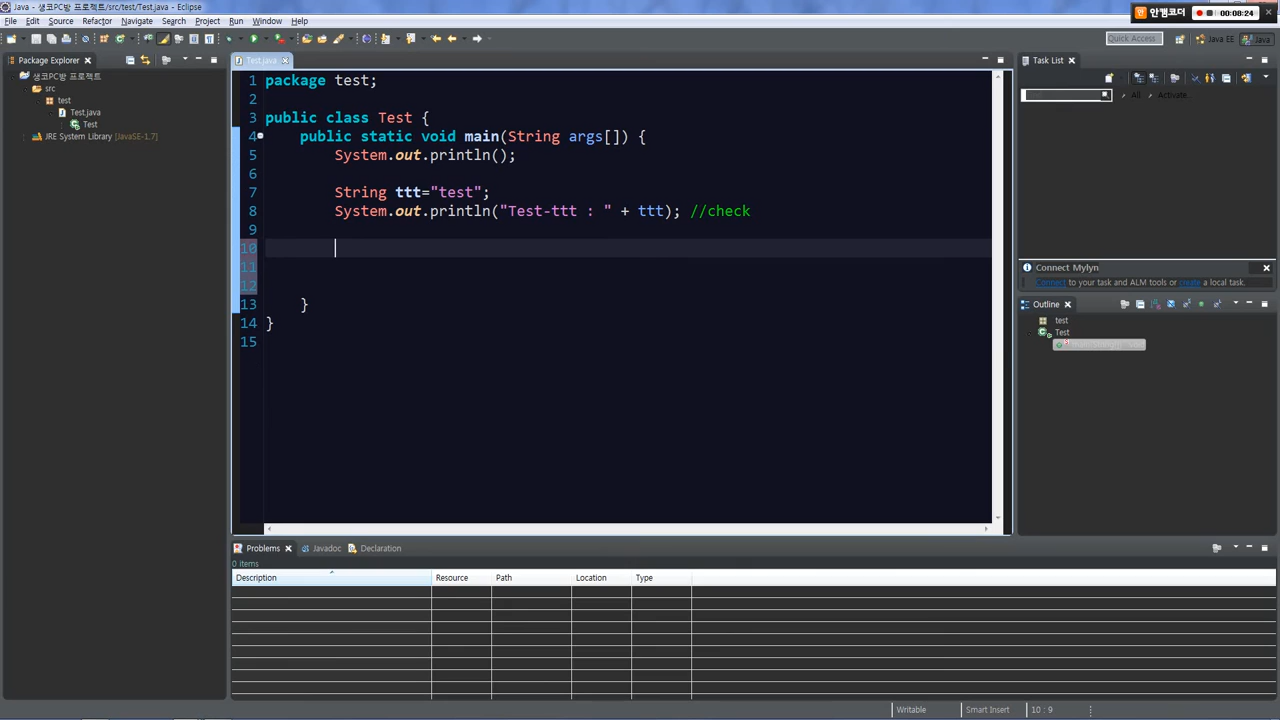 Java - 생코PC방 프로젝트/src/test/Test.java - Eclipse
안캠코더 00:08:24
File Edit Source Refactor Navigate Search Project Run Window Help
Quick Access Java EE Java
Package Explorer
생코PC방 프로젝트
src
test
Test.java
Test
JRE System Library [JavaSE-1.7]
Test.java
1 package test;
2
3 public class Test {
4 public static void main(String args[]) {
5 System.out.println();
6
7 String ttt="test";
8 System.out.println("Test-ttt : " + ttt); //check
9
10
11
12
13 }
14 }
15
Task List
All Activate...
Connect Mylyn
Connect to your task and ALM tools or create a local task.
Outline
test
Test
Problems Javadoc Declaration
0 items
Description Resource Path Location Type
Writable Smart Insert 10 : 9